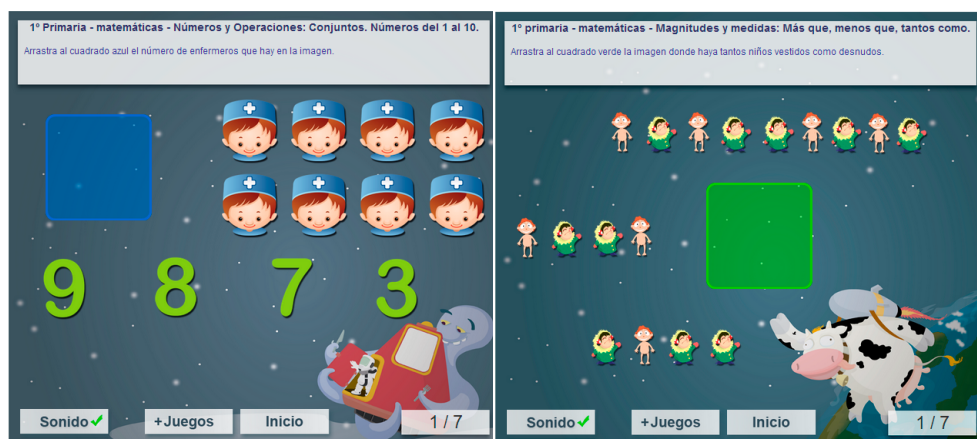 1º Primaria - matemáticas - Números y Operaciones: Conjuntos. Números del 1 al 10.
Arrastra al cuadrado azul el número de enfermeros que hay en la imagen.
9 8 7 3
Sonido +Juegos Inicio 1 / 7
1º primaria - matemáticas - Magnitudes y medidas: Más que, menos que, tantos como.
Arrastra al cuadrado verde la imagen donde haya tantos niños vestidos como desnudos.
Sonido +Juegos Inicio 1 / 7